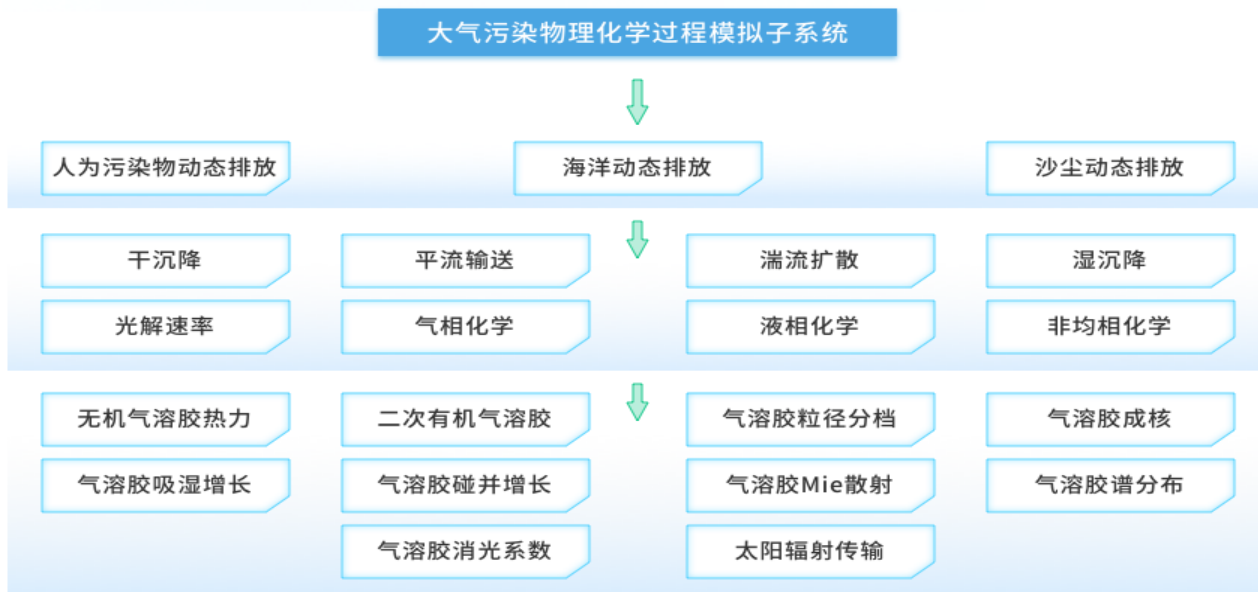 大气污染物理化学过程模拟子系统
人为污染物动态排放
海洋动态排放
沙尘动态排放
干沉降
平流输送
湍流扩散
湿沉降
光解速率
气相化学
液相化学
非均相化学
无机气溶胶热力
二次有机气溶胶
气溶胶粒径分档
气溶胶成核
气溶胶吸湿增长
气溶胶碰并增长
气溶胶Mie散射
气溶胶谱分布
气溶胶消光系数
太阳辐射传输